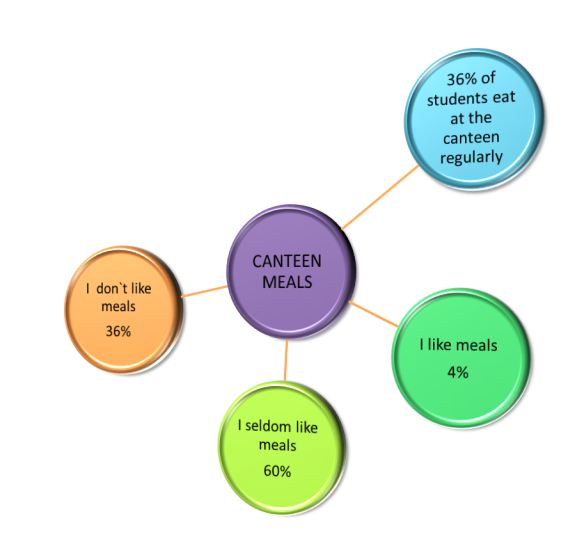 36% of
students eat
at the
canteen
regularly
CANTEEN
MEALS
I don`t like
meals
36%
I like meals
4%
I seldom like
meals
60%